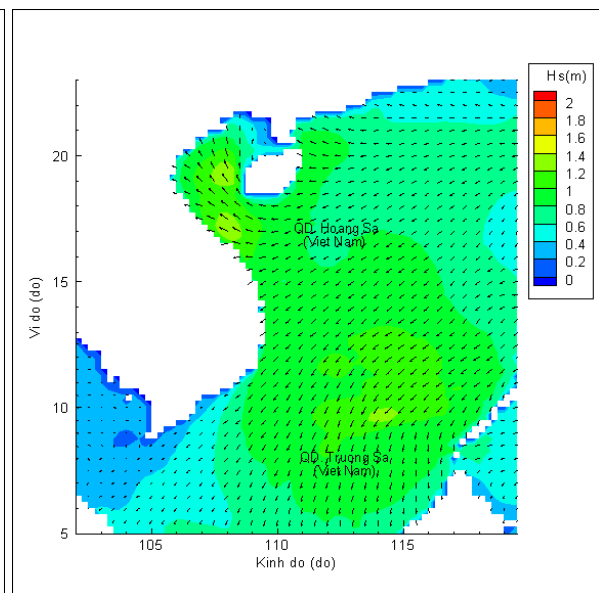 Hs(m)
2
1.8
1.6
1.4
1.2
1
0.8
0.6
0.4
0.2
0
20
15
10
5
Vi do (do)
QD. Hoang Sa
(Viet Nam)
QD. Truong Sa
(Viet Nam)
105
110
115
Kinh do (do)